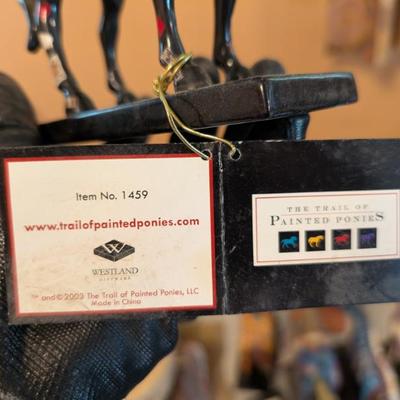 Item No. 1459
www.trailofpaintedponies.com
WESTLAND
GIFTWARE
™ and © 2003 The Trail of Painted Ponies, LLC
Made in China
THE TRAIL OF
PAINTED PONIES